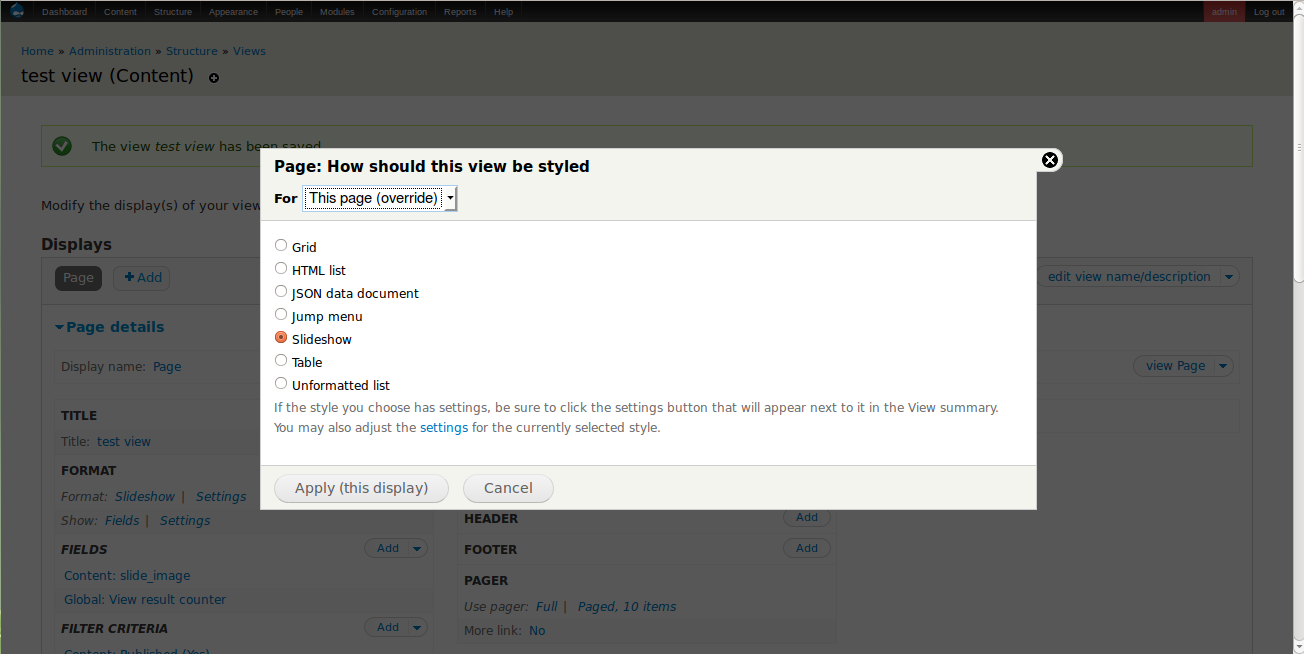 Dashboard Content Structure Appearance People Modules Configuration Reports Help admin Log out
Home » Administration » Structure » Views
test view (Content)
The view test view has been saved.
Modify the display(s) of your view
Displays
Page Add edit view name/description
Page details
Display name: Page view Page
TITLE
Title: test view
FORMAT
Format: Slideshow | Settings
Show: Fields | Settings
FIELDS Add
Content: slide_image
Global: View result counter
FILTER CRITERIA Add
Content: Published (Yes)
HEADER Add
FOOTER Add
PAGER
Use pager: Full | Paged, 10 items
More link: No
Page: How should this view be styled
For This page (override)
Grid
HTML list
JSON data document
Jump menu
Slideshow
Table
Unformatted list
If the style you choose has settings, be sure to click the settings button that will appear next to it in the View summary.
You may also adjust the settings for the currently selected style.
Apply (this display) Cancel